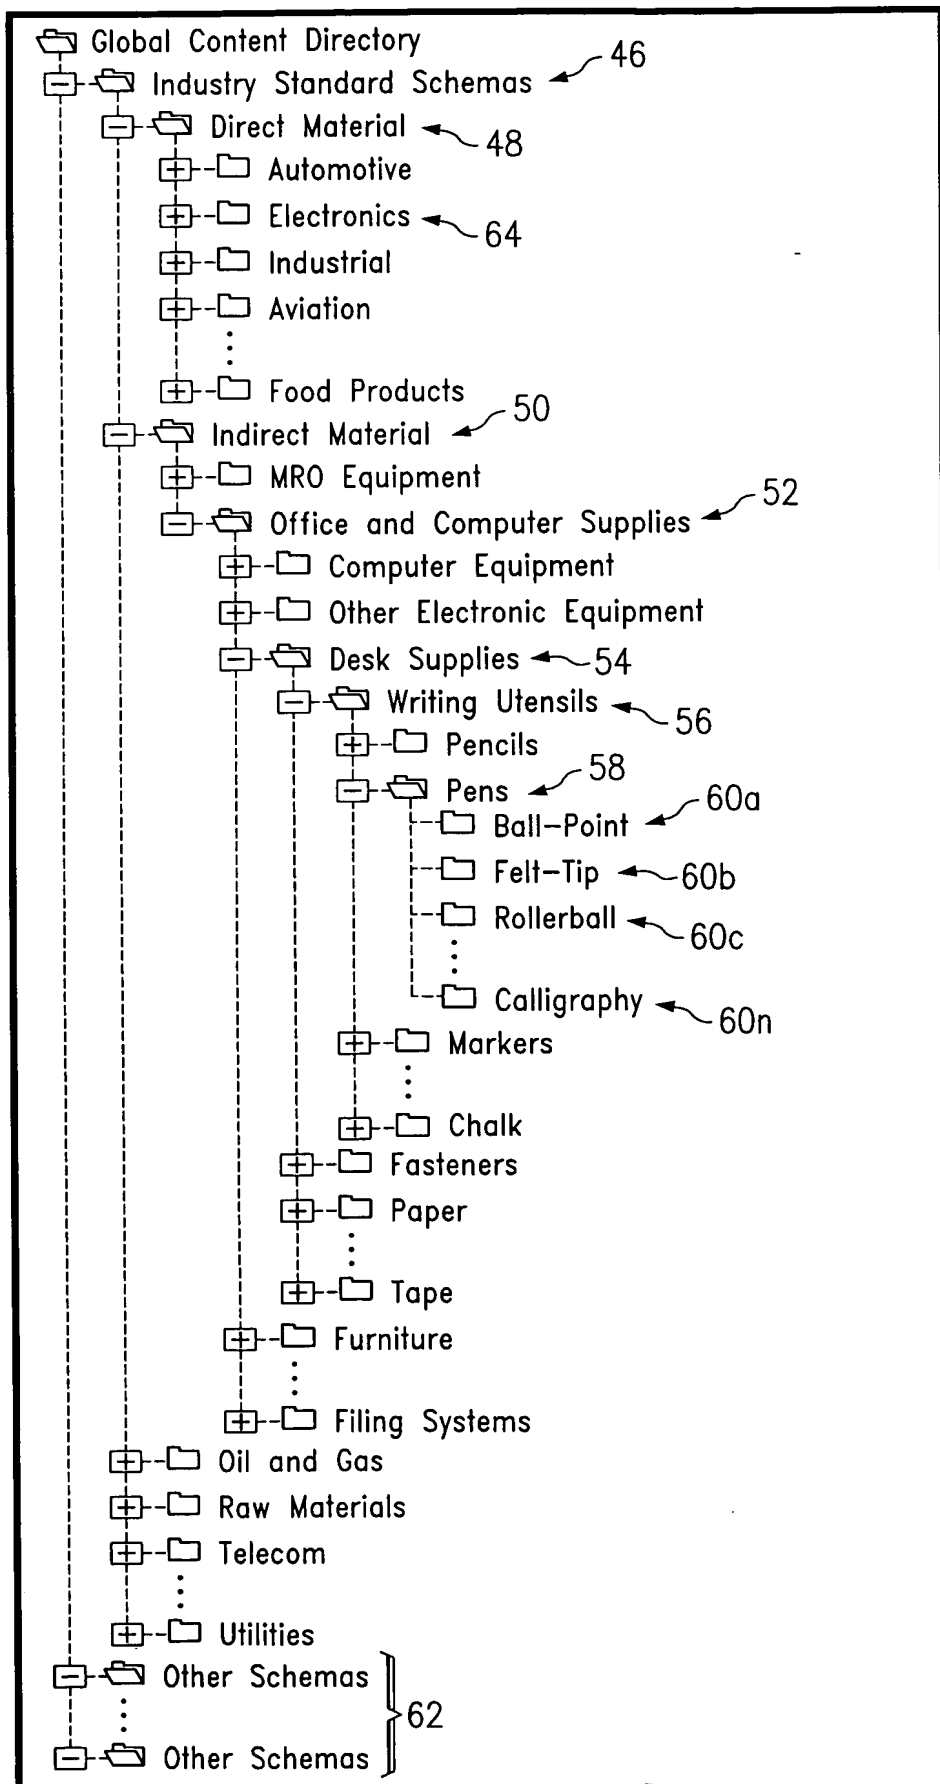 Global Content Directory
Industry Standard Schemas 46
Direct Material 48
Automotive
Electronics 64
Industrial
Aviation
Food Products
Indirect Material 50
MRO Equipment
Office and Computer Supplies 52
Computer Equipment
Other Electronic Equipment
Desk Supplies 54
Writing Utensils 56
Pencils
Pens 58
Ball-Point 60a
Felt-Tip 60b
Rollerball 60c
Calligraphy 60n
Markers
Chalk
Fasteners
Paper
Tape
Furniture
Filing Systems
Oil and Gas
Raw Materials
Telecom
Utilities
Other Schemas
62
Other Schemas